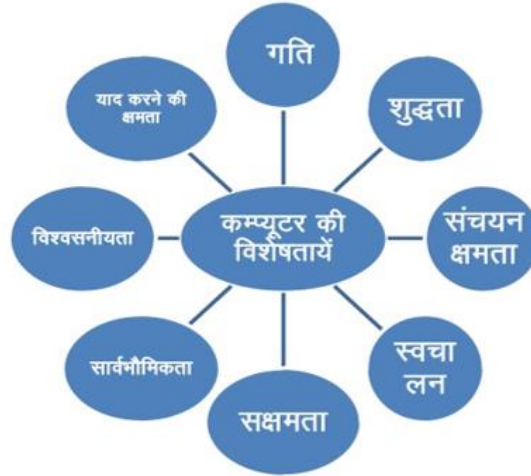 गति
शुद्धता
संचयन
क्षमता
स्वचा
लन
सक्षमता
सार्वभौमिकता
विश्वसनीयता
याद करने की
क्षमता
कम्प्यूटर की
विशेषतायें